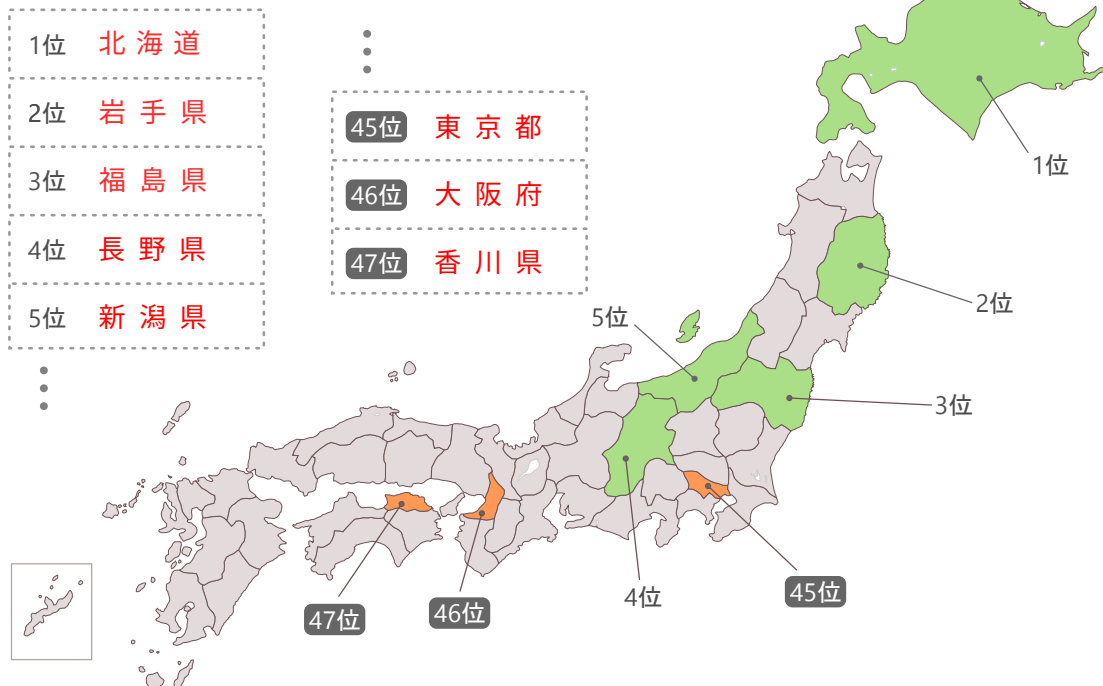 1位 北海道
2位 岩手県
3位 福島県
4位 長野県
5位 新潟県
45位 東京都
46位 大阪府
47位 香川県
1位
2位
5位
3位
4位
45位
46位
47位